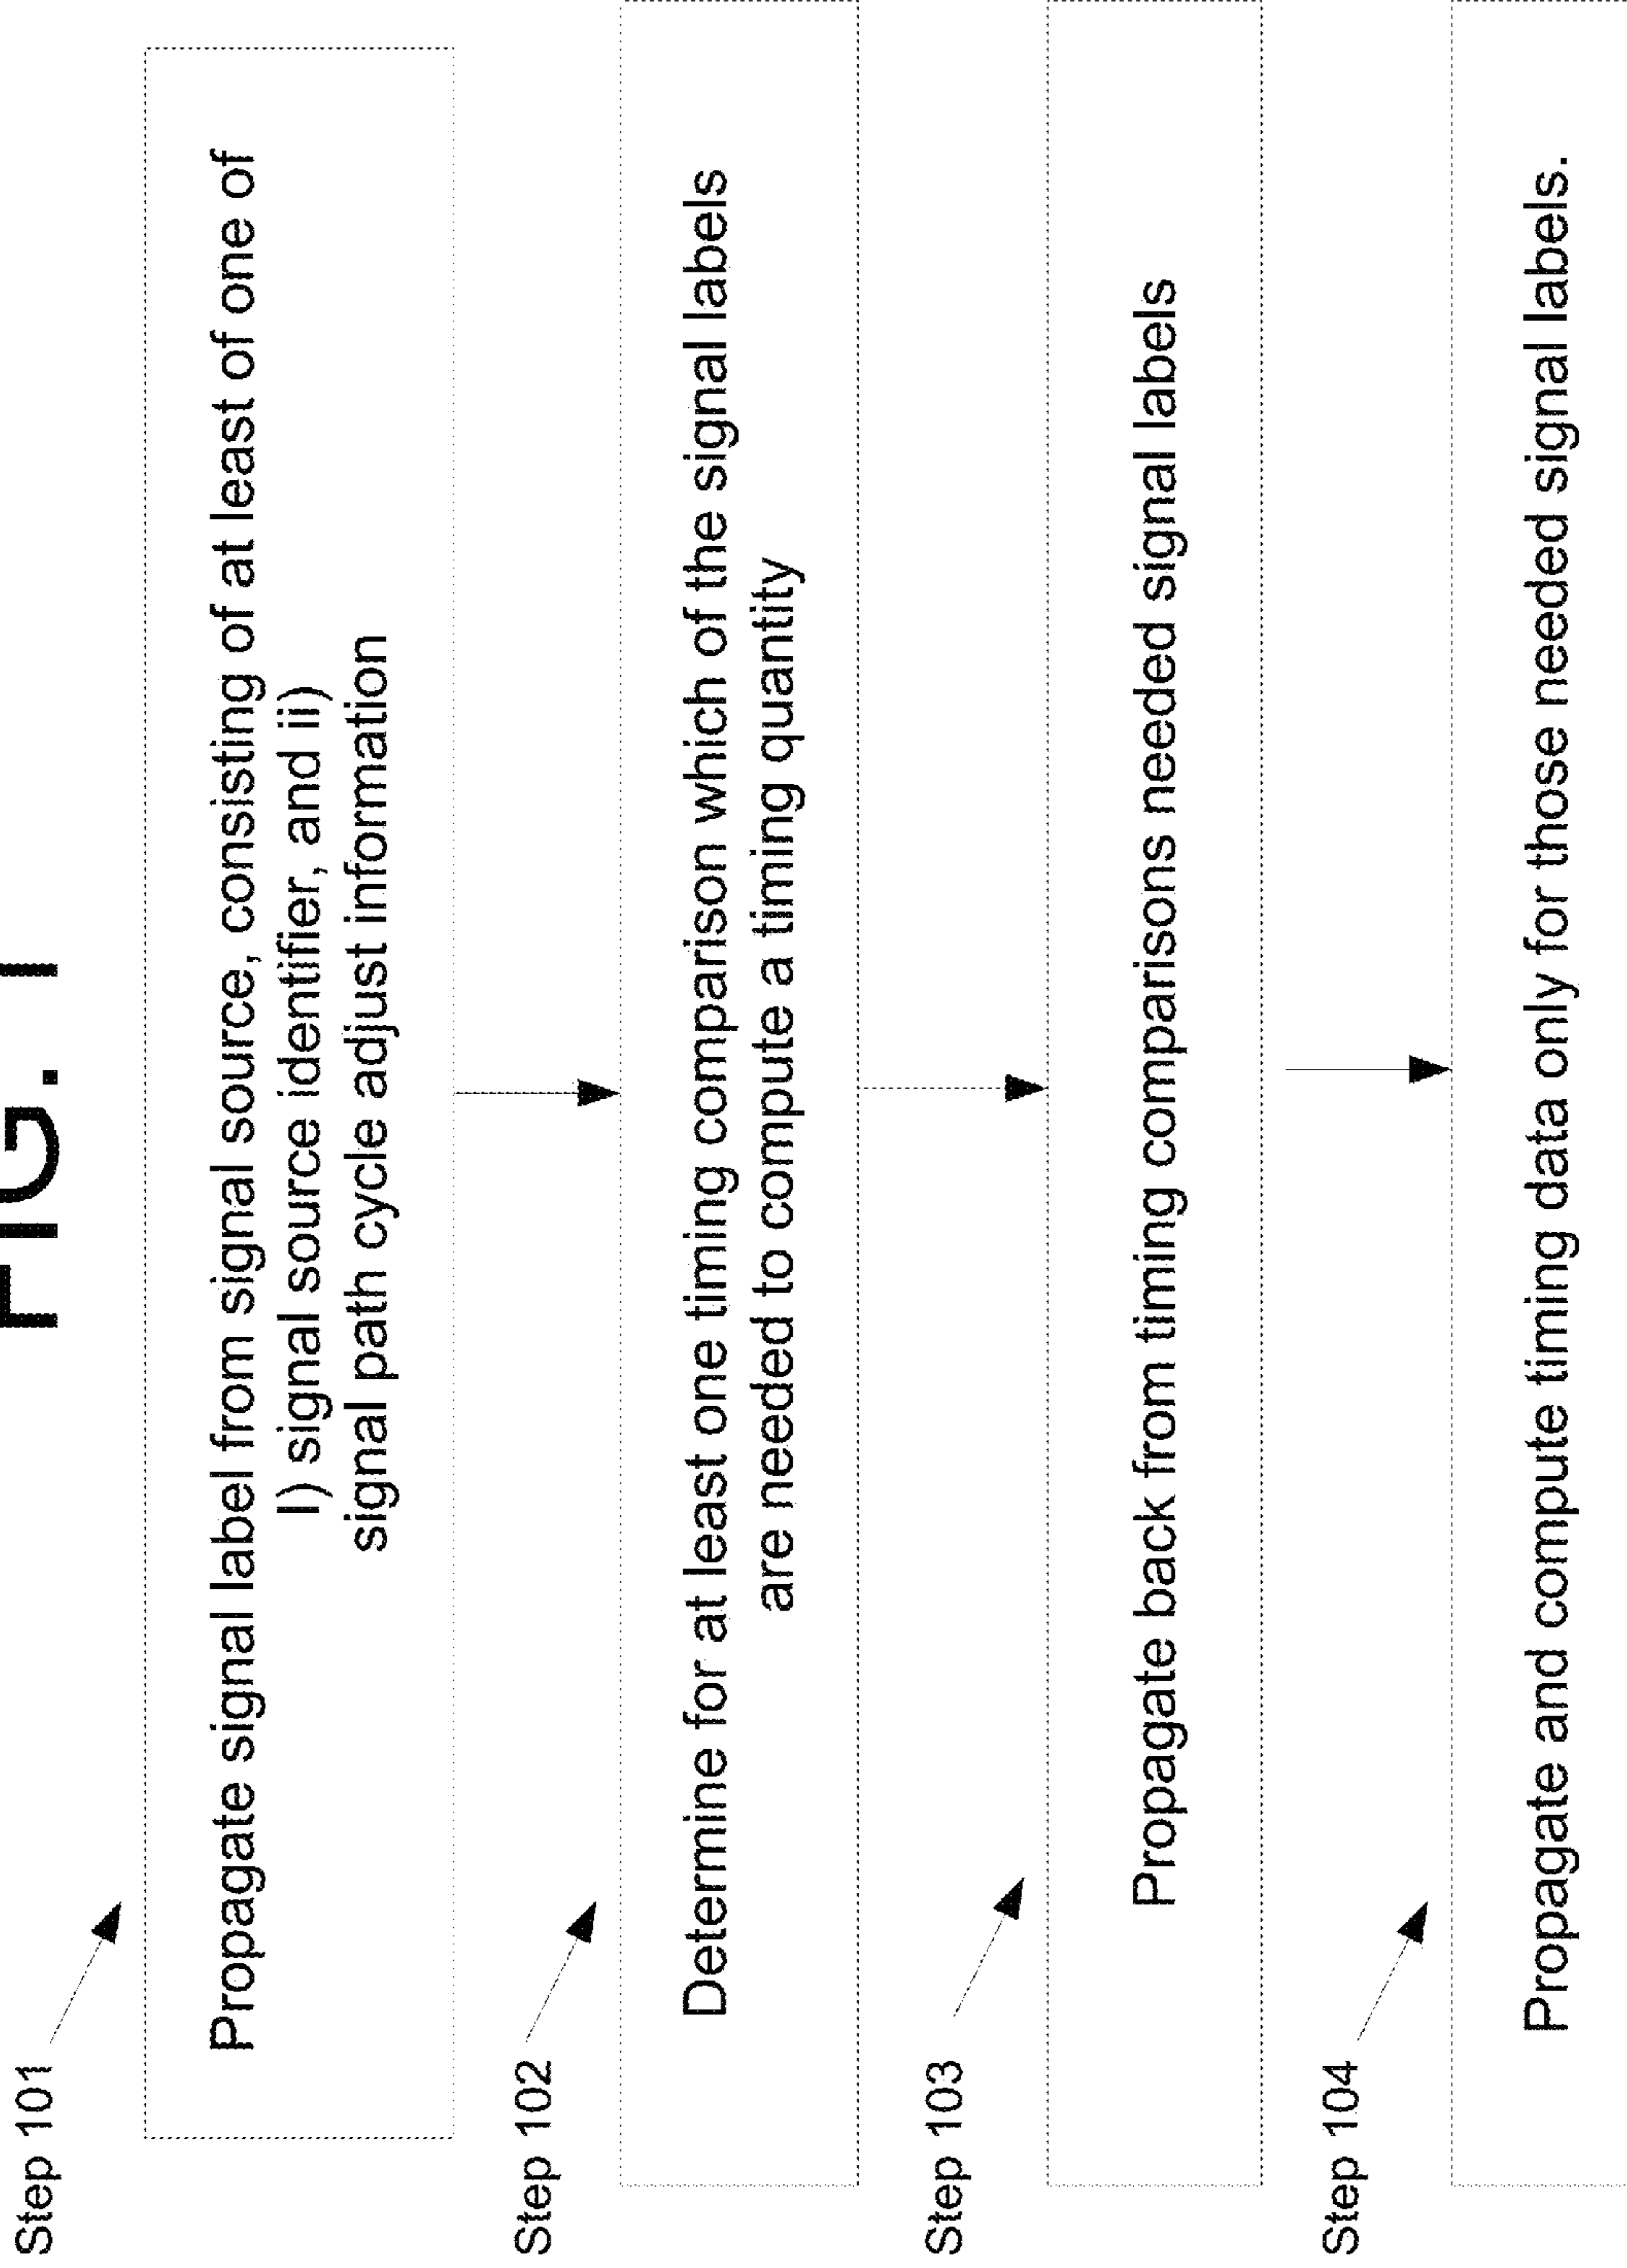 FIG. 1
Step 101
Propagate signal label from signal source, consisting of at least of one of
I) signal source identifier, and ii)
signal path cycle adjust information
Step 102
Determine for at least one timing comparison which of the signal labels
are needed to compute a timing quantity
Step 103
Propagate back from timing comparisons needed signal labels
Step 104
Propagate and compute timing data only for those needed signal labels.